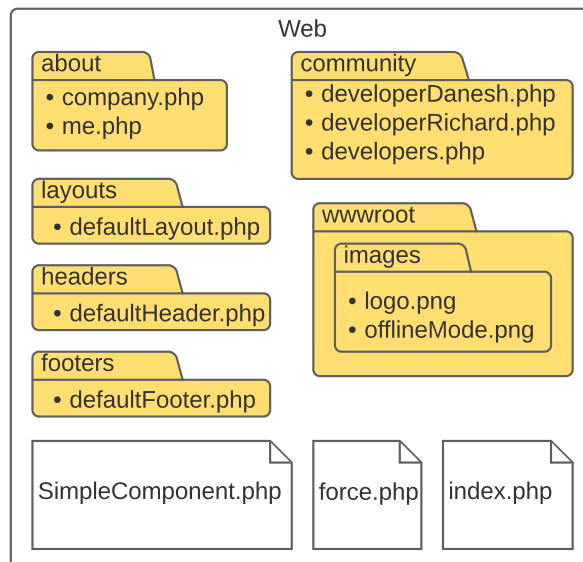 Web
about
• company.php
• me.php
community
• developerDanesh.php
• developerRichard.php
• developers.php
layouts
• defaultLayout.php
wwwroot
images
• logo.png
• offlineMode.png
headers
• defaultHeader.php
footers
• defaultFooter.php
SimpleComponent.php
force.php
index.php